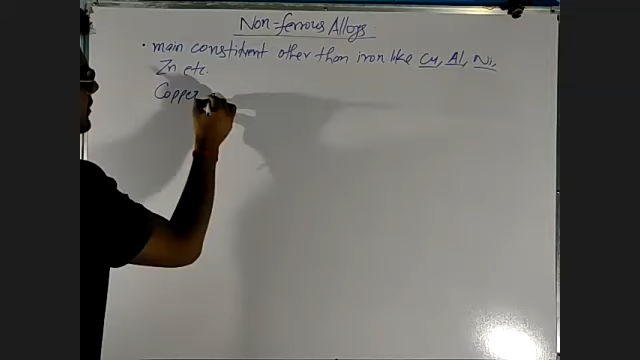 Non-ferrous Alloys
• main constituent other than iron like Cu, Al, Ni,
Zn etc.
Copper